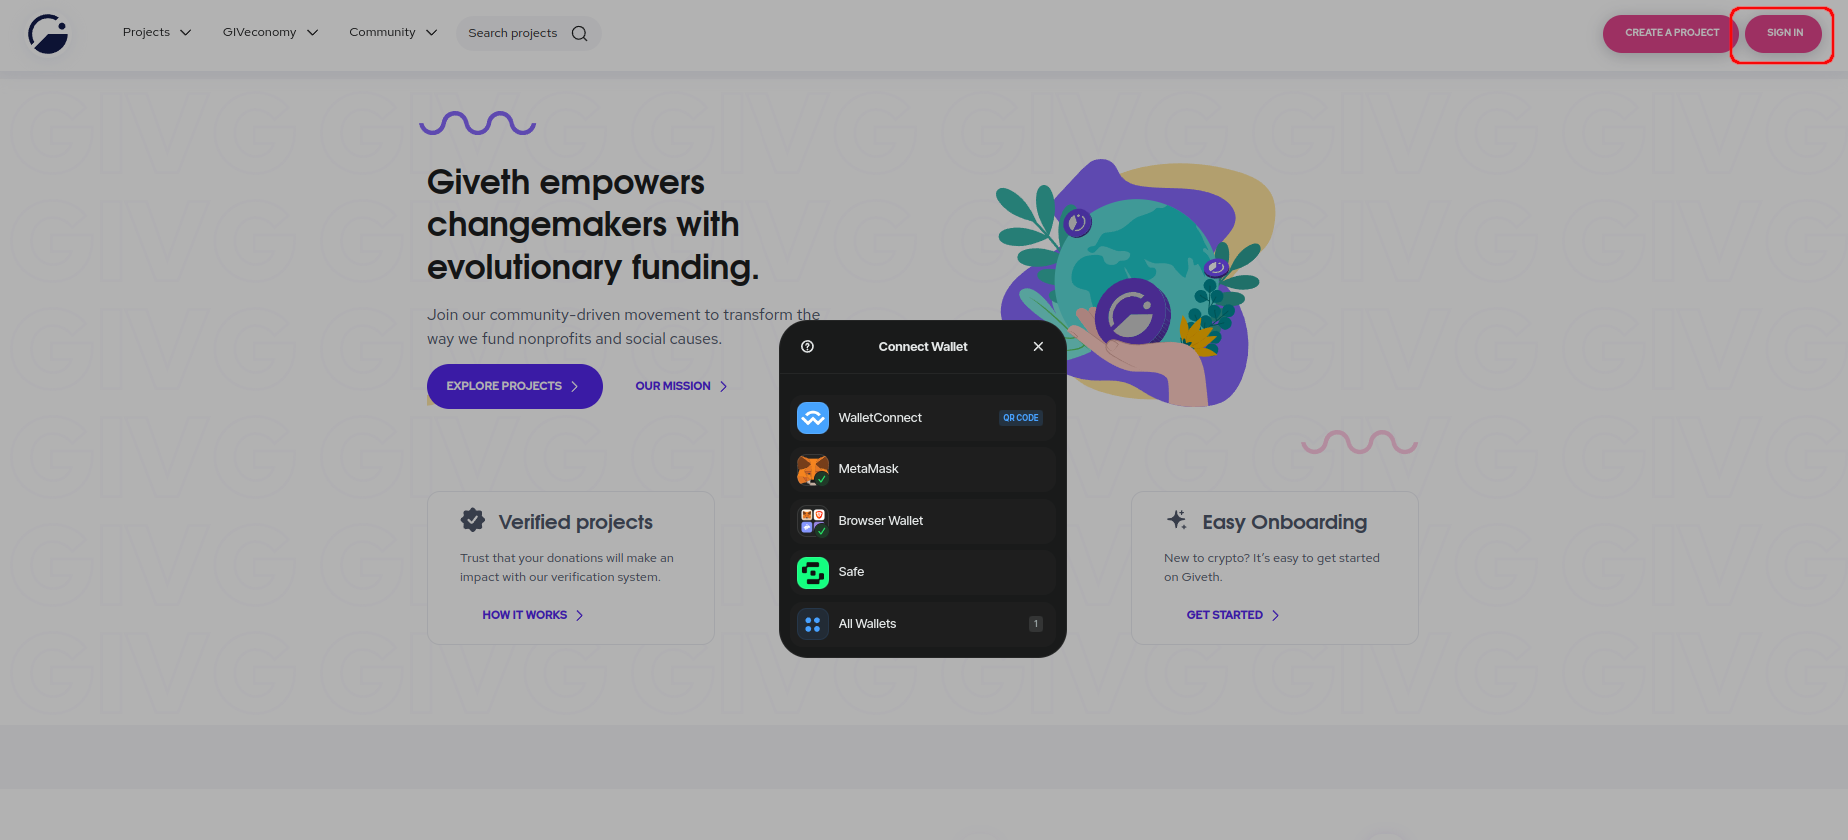 Projects
GIVeconomy
Community
Search projects
CREATE A PROJECT
SIGN IN
Giveth empowers
changemakers with
evolutionary funding.
Join our community-driven movement to transform the
way we fund nonprofits and social causes.
EXPLORE PROJECTS
OUR MISSION
Connect Wallet
WalletConnect
QR CODE
MetaMask
Browser Wallet
Safe
All Wallets
1
Verified projects
Trust that your donations will make an
impact with our verification system.
HOW IT WORKS
Easy Onboarding
New to crypto? It's easy to get started
on Giveth.
GET STARTED